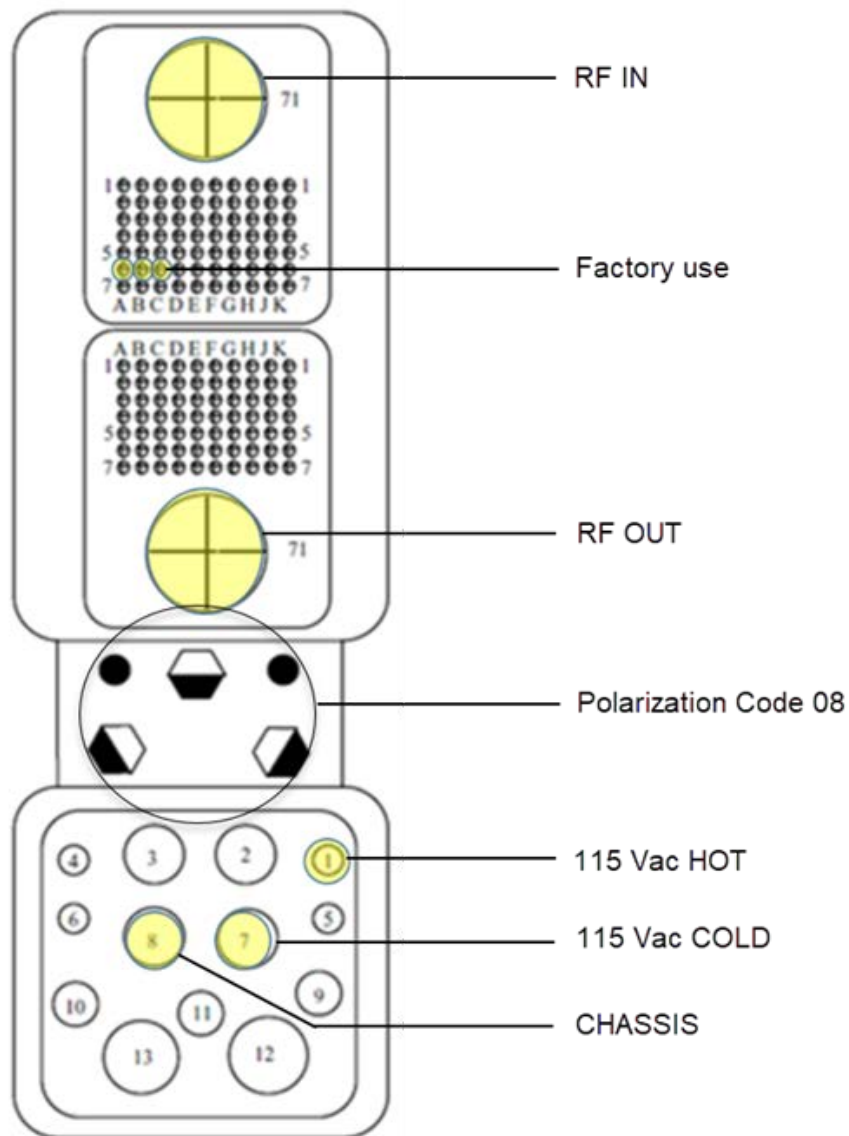 RF IN
71
1 1
5 5
Factory use
7 7
A B C D E F G H J K
A B C D E F G H J K
1 1
5 5
7 7
RF OUT
71
Polarization Code 08
4 3 2 1
115 Vac HOT
6 5
8 7
115 Vac COLD
10 11 9
CHASSIS
13 12